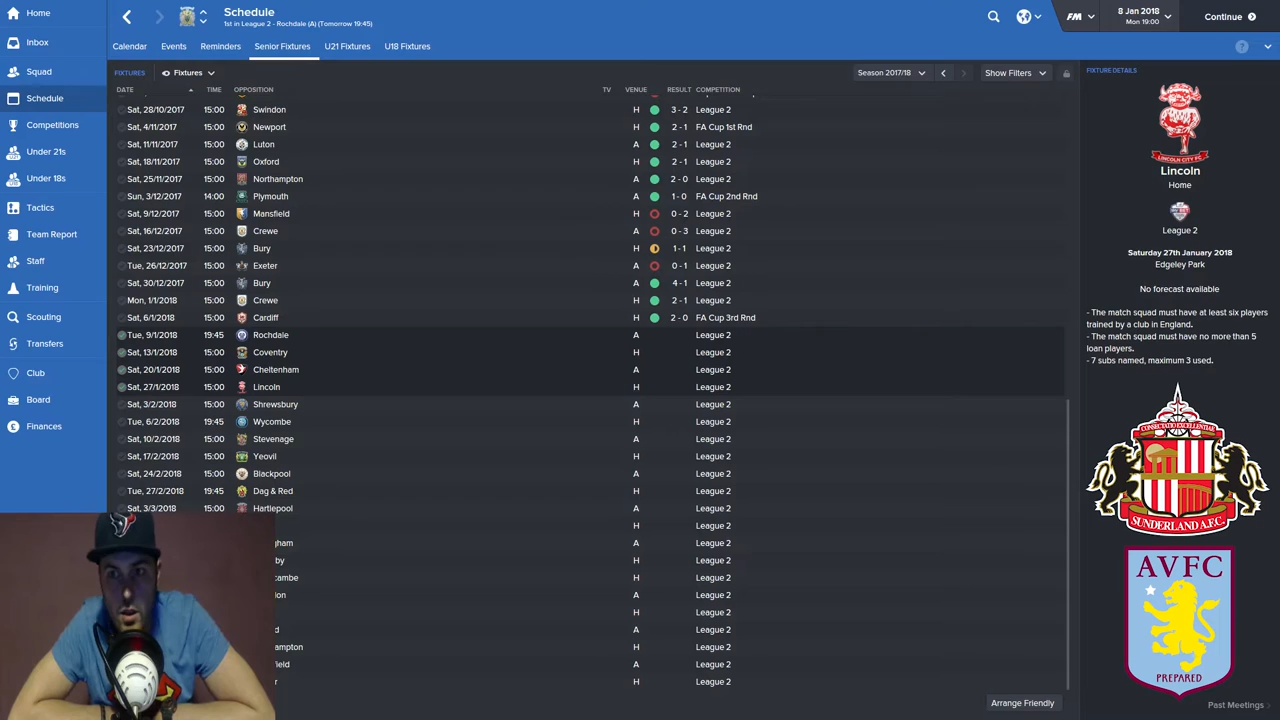 Home
Inbox
Squad
Schedule
Competitions
Under 21s
Under 18s
Tactics
Team Report
Staff
Training
Scouting
Transfers
Club
Board
Finances
Schedule
1st in League 2 - Rochdale (A) (Tomorrow 19:45)
FM
8 Jan 2018
Mon 19:00
Continue
Calendar Events Reminders Senior Fixtures U21 Fixtures U18 Fixtures
FIXTURES Fixtures Season 2017/18 Show Filters
DATE TIME OPPOSITION TV VENUE RESULT COMPETITION
Sat, 28/10/2017 15:00 Swindon H 3 - 2 League 2
Sat, 4/11/2017 15:00 Newport H 2 - 1 FA Cup 1st Rnd
Sat, 11/11/2017 15:00 Luton A 2 - 1 League 2
Sat, 18/11/2017 15:00 Oxford H 2 - 1 League 2
Sat, 25/11/2017 15:00 Northampton A 2 - 0 League 2
Sun, 3/12/2017 14:00 Plymouth A 1 - 0 FA Cup 2nd Rnd
Sat, 9/12/2017 15:00 Mansfield H 0 - 2 League 2
Sat, 16/12/2017 15:00 Crewe A 0 - 3 League 2
Sat, 23/12/2017 15:00 Bury H 1 - 1 League 2
Tue, 26/12/2017 15:00 Exeter A 0 - 1 League 2
Sat, 30/12/2017 15:00 Bury A 4 - 1 League 2
Mon, 1/1/2018 15:00 Crewe H 2 - 1 League 2
Sat, 6/1/2018 15:00 Cardiff H 2 - 0 FA Cup 3rd Rnd
Tue, 9/1/2018 19:45 Rochdale A League 2
Sat, 13/1/2018 15:00 Coventry H League 2
Sat, 20/1/2018 15:00 Cheltenham A League 2
Sat, 27/1/2018 15:00 Lincoln H League 2
Sat, 3/2/2018 15:00 Shrewsbury A League 2
Tue, 6/2/2018 19:45 Wycombe H League 2
Sat, 10/2/2018 15:00 Stevenage A League 2
Sat, 17/2/2018 15:00 Yeovil H League 2
Sat, 24/2/2018 15:00 Blackpool A League 2
Tue, 27/2/2018 19:45 Dag & Red H League 2
Sat, 3/3/2018 15:00 Hartlepool A League 2
H League 2
gham A League 2
by H League 2
cambe H League 2
don A League 2
H League 2
d A League 2
ampton H League 2
field A League 2
r H League 2
Arrange Friendly
FIXTURE DETAILS
LINCOLN CITY FC
Lincoln
Home
SKY BET
League 2
Saturday 27th January 2018
Edgeley Park
No forecast available
- The match squad must have at least six players
trained by a club in England.
- The match squad must have no more than 5
loan players.
- 7 subs named, maximum 3 used.
CONSECTATIO EXCELLENTIAE
SUNDERLAND A.F.C.
AVFC
PREPARED
Past Meetings